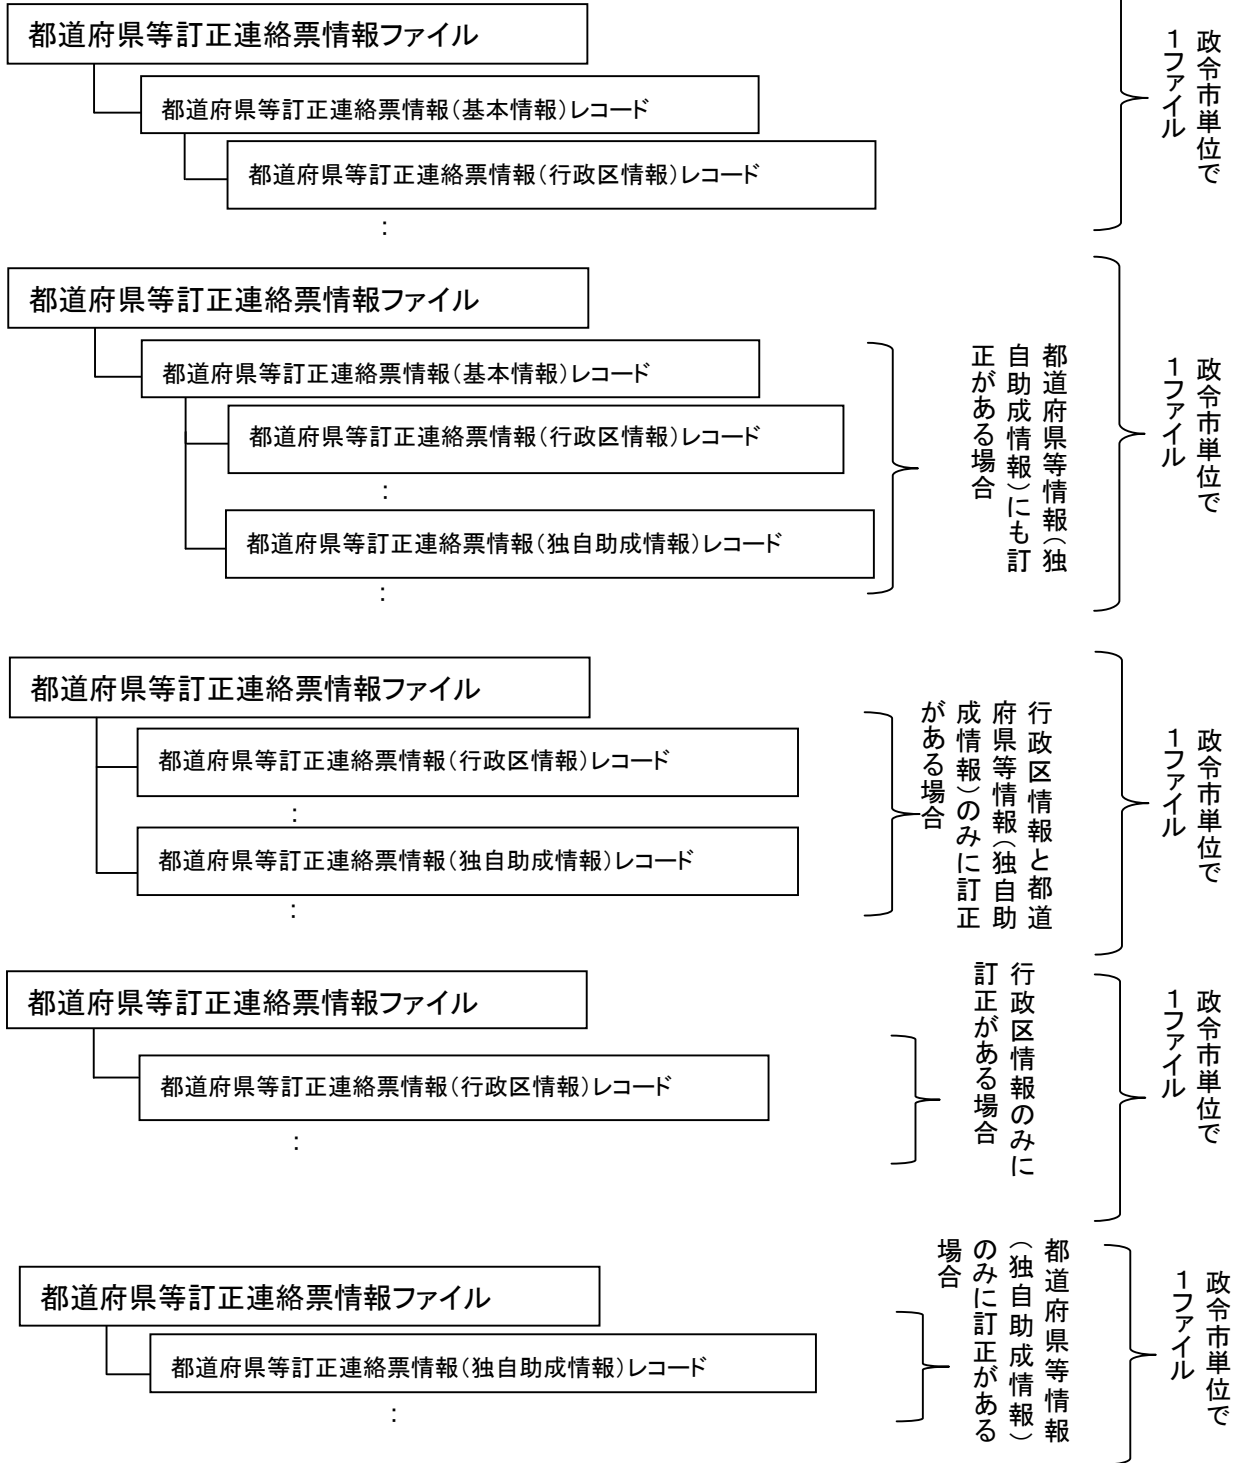 都道府県等訂正連絡票情報ファイル
都道府県等訂正連絡票情報（基本情報）レコード
都道府県等訂正連絡票情報（行政区情報）レコード
：
政令市単位で
１ファイル
都道府県等訂正連絡票情報ファイル
都道府県等訂正連絡票情報（基本情報）レコード
都道府県等訂正連絡票情報（行政区情報）レコード
：
都道府県等訂正連絡票情報（独自助成情報）レコード
：
都道府県等情報（独
自助成情報）にも訂
正がある場合
政令市単位で
１ファイル
都道府県等訂正連絡票情報ファイル
都道府県等訂正連絡票情報（行政区情報）レコード
：
都道府県等訂正連絡票情報（独自助成情報）レコード
：
行政区情報と都道
府県等情報（独自助
成情報）のみに訂正
がある場合
政令市単位で
１ファイル
都道府県等訂正連絡票情報ファイル
都道府県等訂正連絡票情報（行政区情報）レコード
：
行政区情報のみに
訂正がある場合
政令市単位で
１ファイル
都道府県等訂正連絡票情報ファイル
都道府県等訂正連絡票情報（独自助成情報）レコード
：
都道府県等情報
（独自助成情報）
のみに訂正がある
場合
政令市単位で
１ファイル